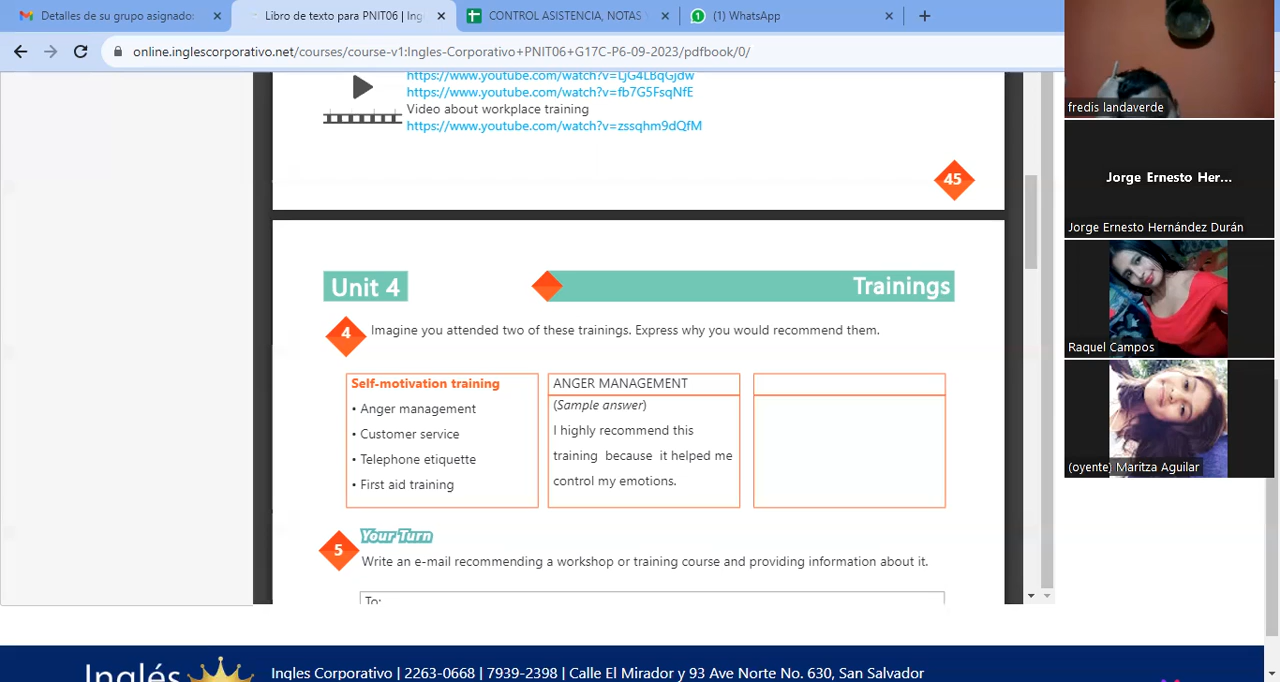 Detalles de su grupo asignado:
Libro de texto para PNIT06 | Ing
CONTROL ASISTENCIA, NOTAS
(1) WhatsApp
online.inglescorporativo.net/courses/course-v1:Ingles-Corporativo+PNIT06+G17C-P6-09-2023/pdfbook/0/
https://www.youtube.com/watch?v=LjG4LBqGjdw
https://www.youtube.com/watch?v=fb7G5FsqNfE
Video about workplace training
https://www.youtube.com/watch?v=zssqhm9dQfM
45
Unit 4
Trainings
4
Imagine you attended two of these trainings. Express why you would recommend them.
Self-motivation training
• Anger management
• Customer service
• Telephone etiquette
• First aid training
ANGER MANAGEMENT
(Sample answer)
I highly recommend this
training because it helped me
control my emotions.
5
Your Turn
Write an e-mail recommending a workshop or training course and providing information about it.
To:
fredis landaverde
Jorge Ernesto Her...
Jorge Ernesto Hernández Durán
Raquel Campos
(oyente) Maritza Aguilar
Inglés
Ingles Corporativo | 2263-0668 | 7939-2398 | Calle El Mirador y 93 Ave Norte No. 630, San Salvador